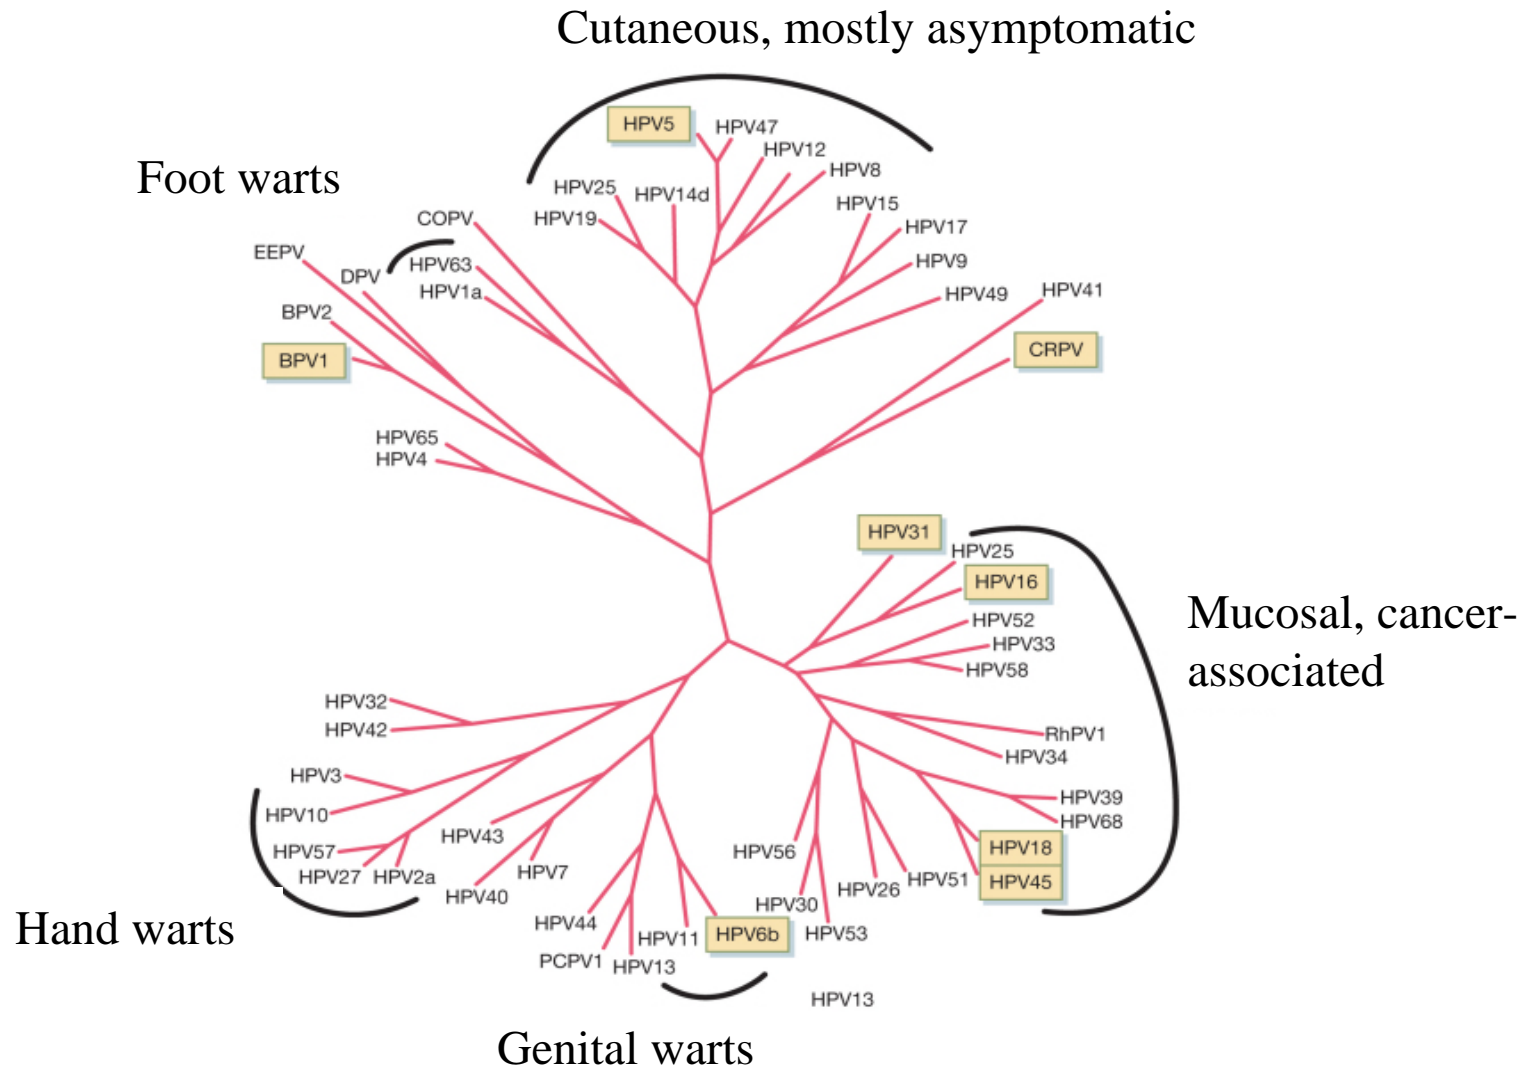 Cutaneous, mostly asymptomatic
HPV5
HPV47
HPV12
HPV8
Foot warts
HPV25
HPV14d
HPV15
COPV
HPV19
HPV17
EEPV
HPV63
HPV9
DPV
HPV1a
HPV49
HPV41
BPV2
BPV1
CRPV
HPV65
HPV4
HPV31
HPV25
HPV16
Mucosal, cancer-
associated
HPV52
HPV33
HPV58
HPV32
HPV42
RhPV1
HPV34
HPV3
HPV10
HPV39
HPV68
HPV43
HPV57
HPV56
HPV18
HPV27
HPV2a
HPV7
HPV40
HPV26
HPV51
HPV45
Hand warts
HPV44
HPV30
HPV11
HPV6b
HPV53
PCPV1
HPV13
HPV13
Genital warts